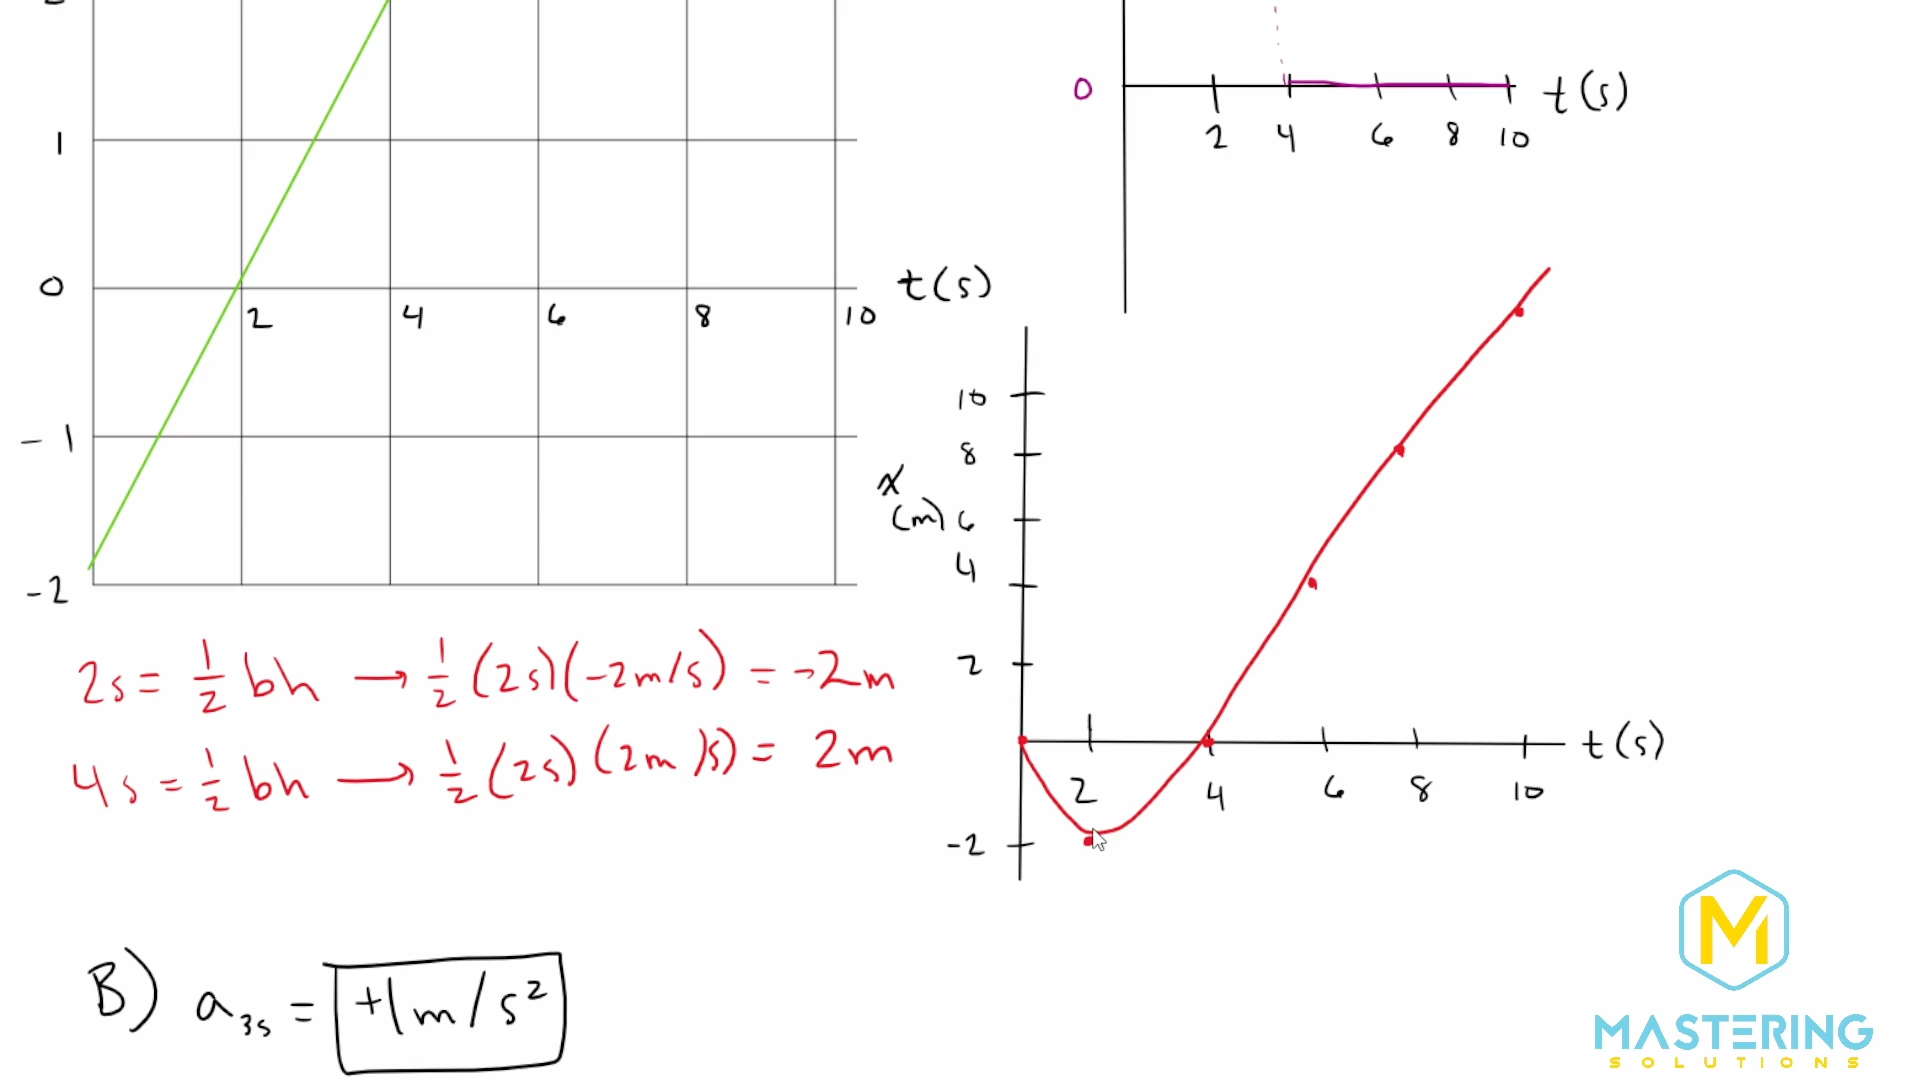 2
1
0
-1
-2
2 4 6 8 10
t(s)
0
2 4 6 8 10
t(s)
10
8
x
(m) 6
4
2
-2
2 4 6 8 10
t(s)
2s = 1/2 bh → 1/2 (2s)(-2m/s) = -2m
4s = 1/2 bh → 1/2 (2s)(2m/s) = 2m
B) a₃ₛ = +1m/s²
M
MASTERING
SOLUTIONS